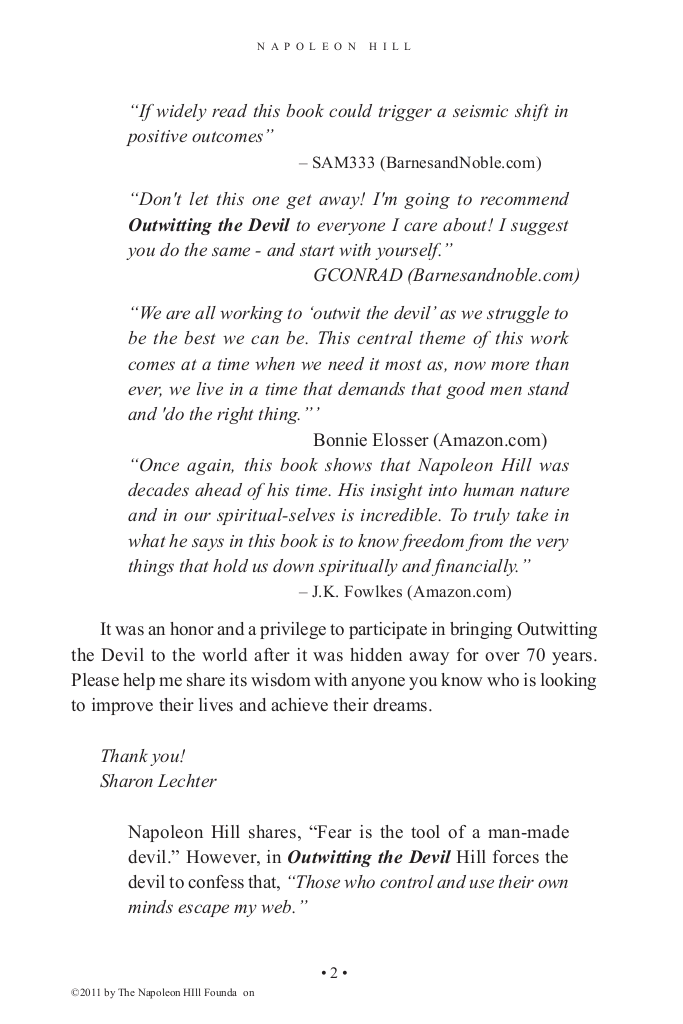 NAPOLEON HILL
“If widely read this book could trigger a seismic shift in
positive outcomes”
– SAM333 (BarnesandNoble.com)
“Don't let this one get away! I'm going to recommend
Outwitting the Devil to everyone I care about! I suggest
you do the same - and start with yourself.”
GCONRAD (Barnesandnoble.com)
“We are all working to ‘outwit the devil’ as we struggle to
be the best we can be. This central theme of this work
comes at a time when we need it most as, now more than
ever, we live in a time that demands that good men stand
and 'do the right thing.”’
Bonnie Elosser (Amazon.com)
“Once again, this book shows that Napoleon Hill was
decades ahead of his time. His insight into human nature
and in our spiritual-selves is incredible. To truly take in
what he says in this book is to know freedom from the very
things that hold us down spiritually and financially.”
– J.K. Fowlkes (Amazon.com)
It was an honor and a privilege to participate in bringing Outwitting
the Devil to the world after it was hidden away for over 70 years.
Please help me share its wisdom with anyone you know who is looking
to improve their lives and achieve their dreams.
Thank you!
Sharon Lechter
Napoleon Hill shares, “Fear is the tool of a man-made
devil.” However, in Outwitting the Devil Hill forces the
devil to confess that, “Those who control and use their own
minds escape my web.”
• 2 •
©2011 by The Napoleon HIll Founda on